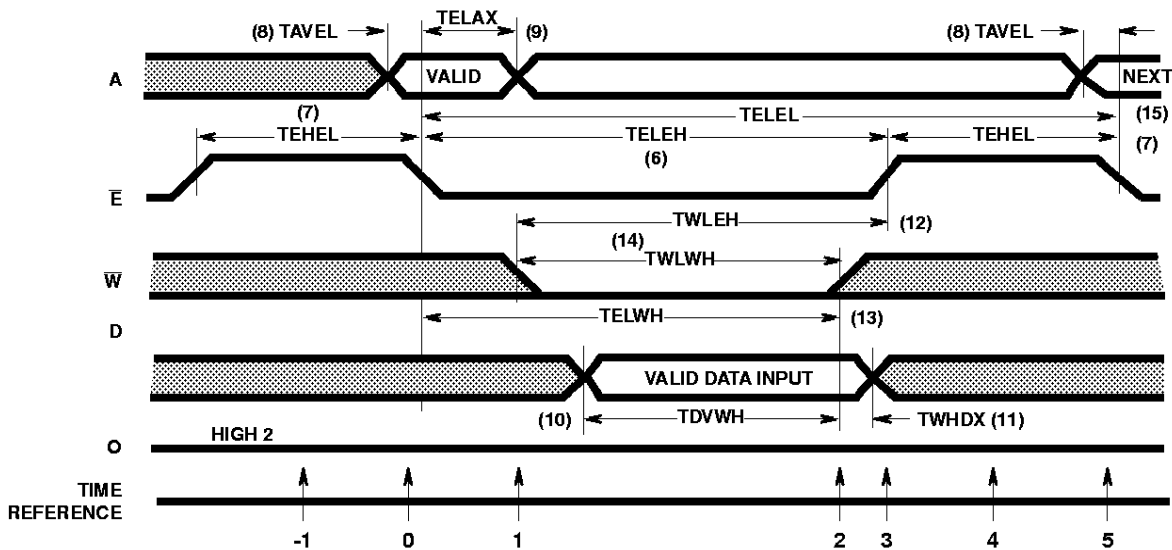 TELAX
(8) TAVEL (9) (8) TAVEL
A VALID NEXT
(7) TELEL (15)
TEHEL TELEH TEHEL (7)
(6)
E̅
TWLEH (12)
(14)
TWLWH
W̅
TELWH (13)
D
VALID DATA INPUT
(10) TDVWH TWHDX (11)
HIGH 2
O
TIME
REFERENCE
-1 0 1 2 3 4 5